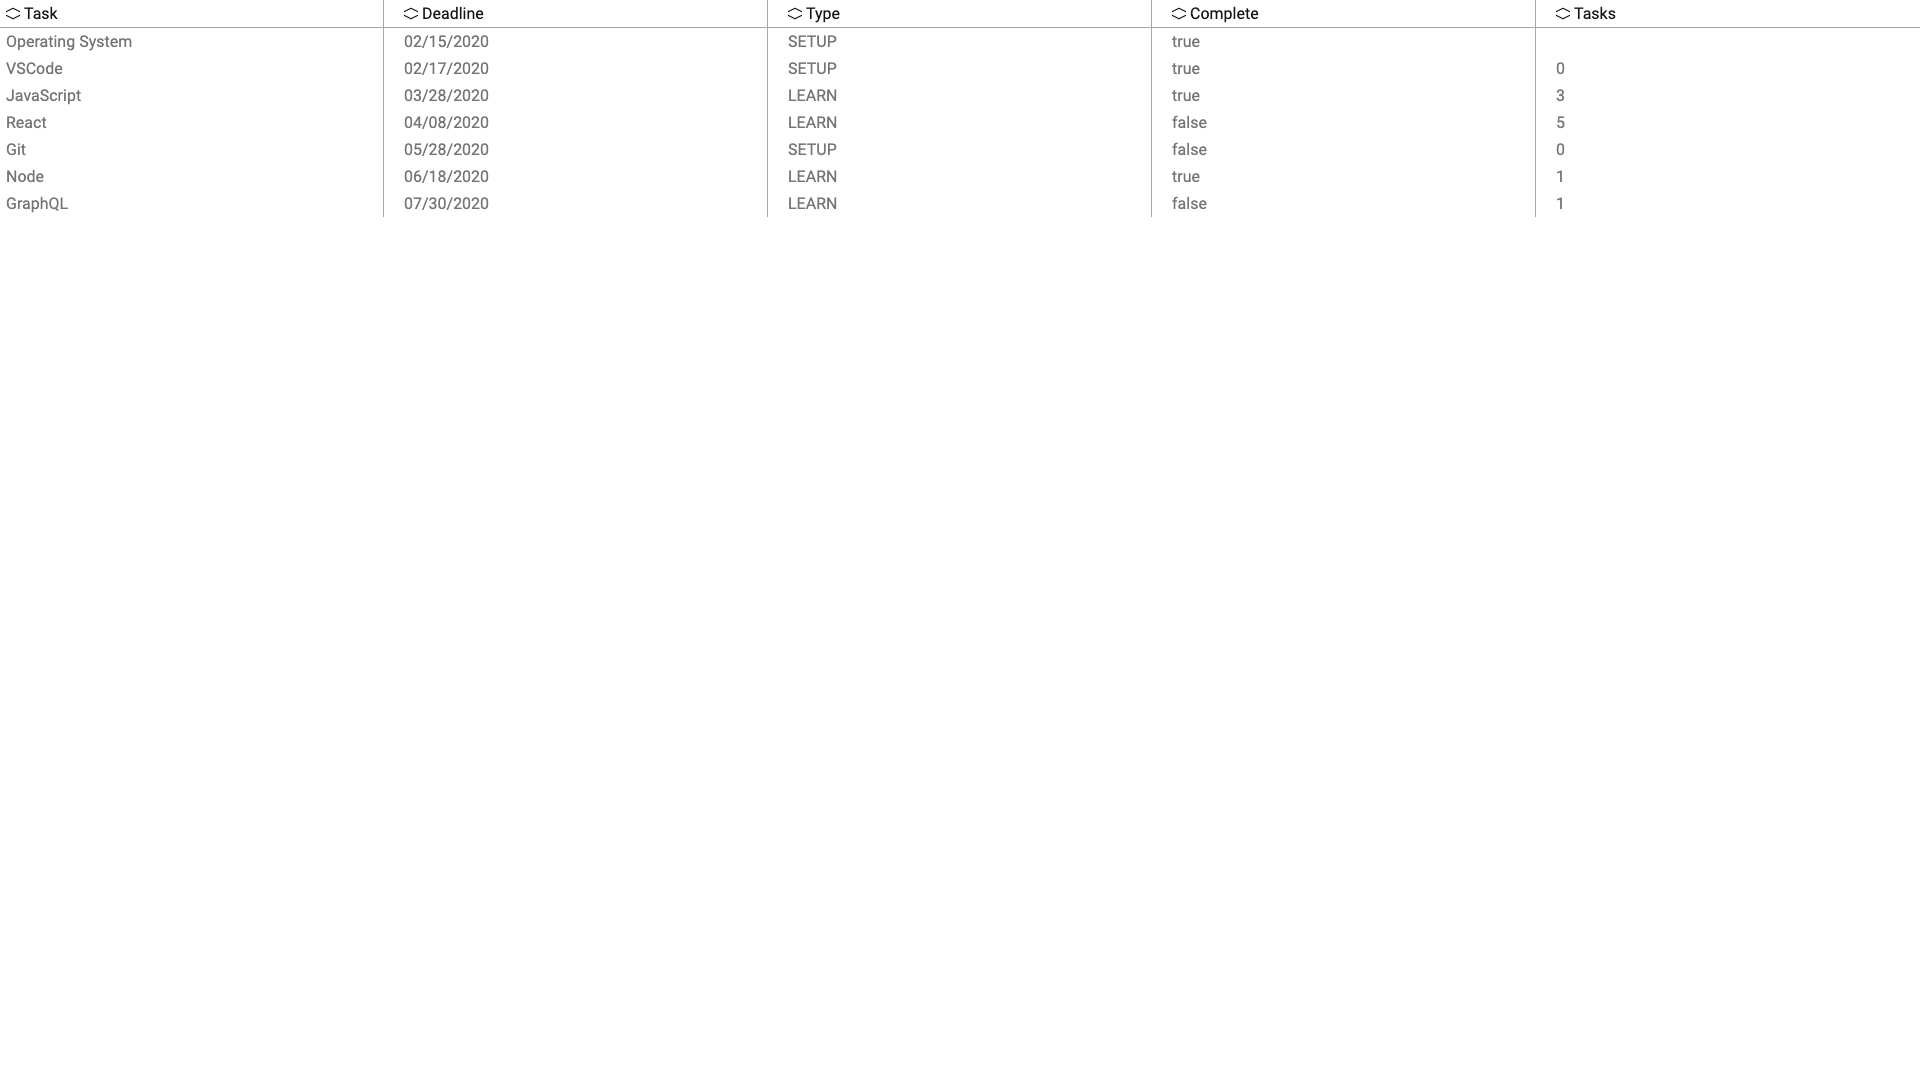 Task Deadline Type Complete Tasks
Operating System 02/15/2020 SETUP true
VSCode 02/17/2020 SETUP true 0
JavaScript 03/28/2020 LEARN true 3
React 04/08/2020 LEARN false 5
Git 05/28/2020 SETUP false 0
Node 06/18/2020 LEARN true 1
GraphQL 07/30/2020 LEARN false 1